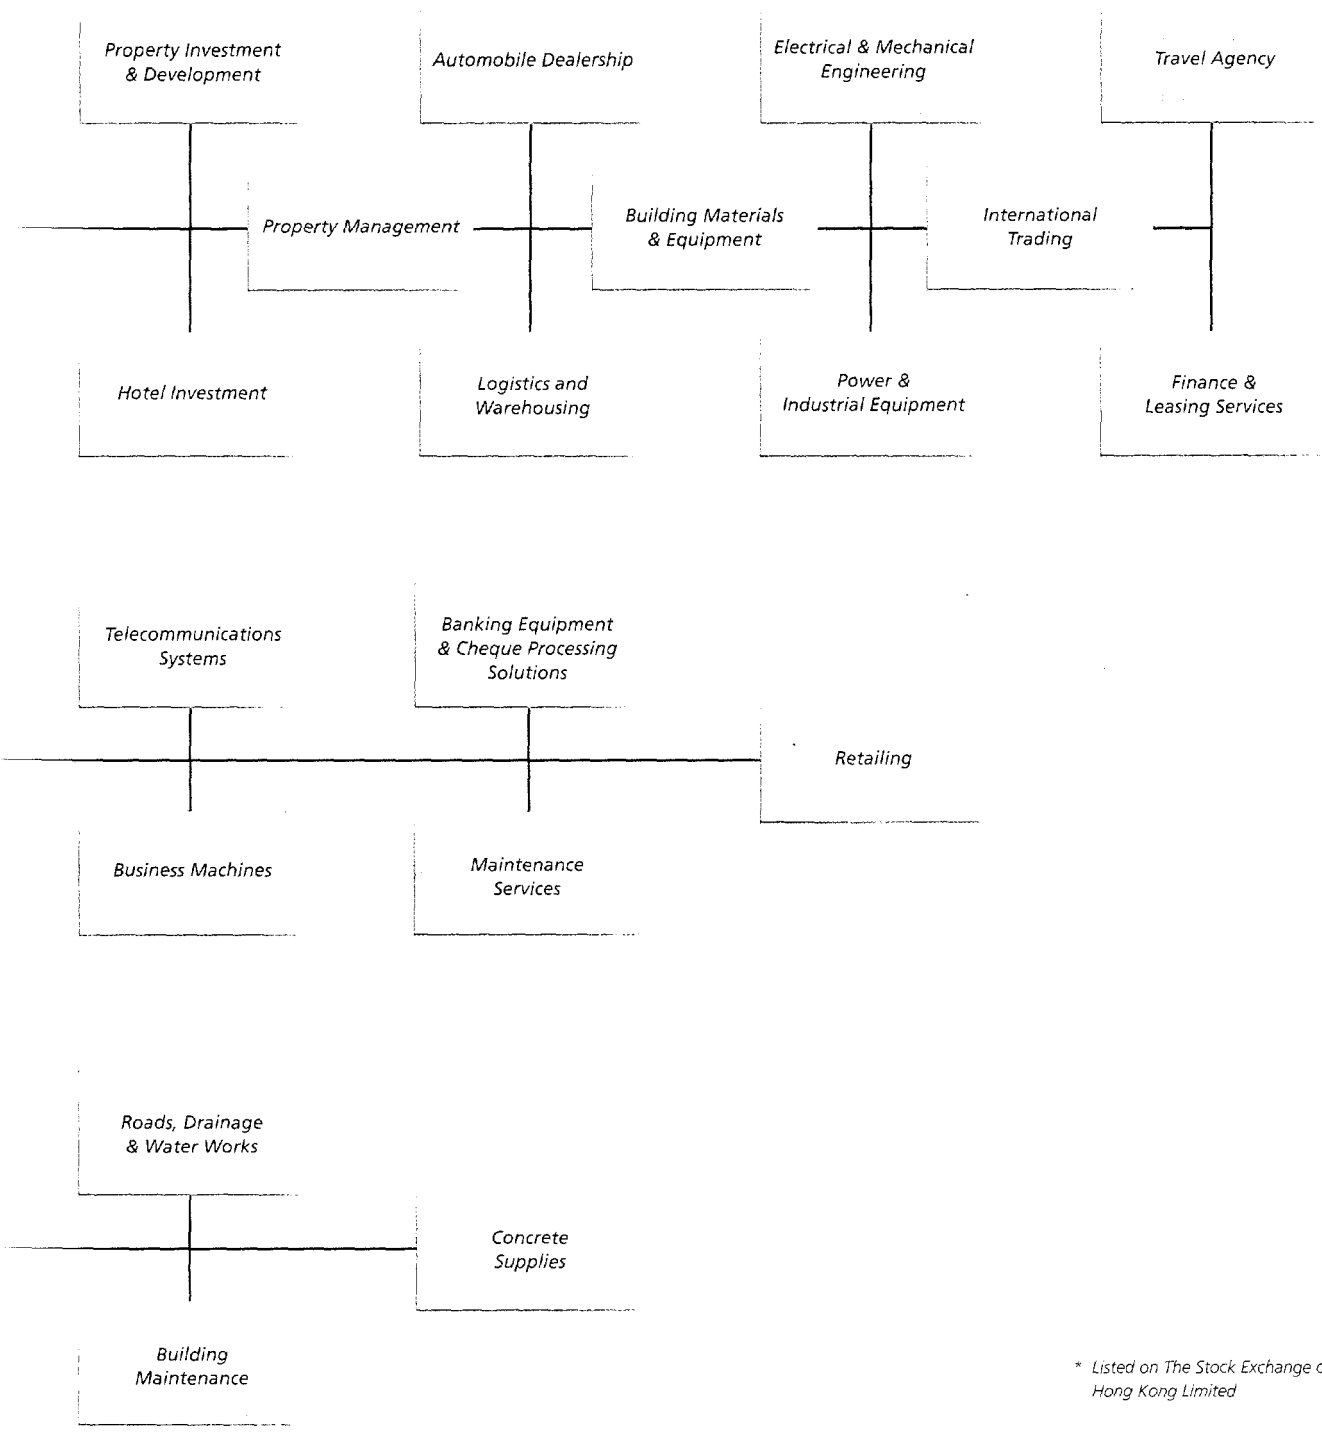 Property Investment
& Development
Automobile Dealership
Electrical & Mechanical
Engineering
Travel Agency
Property Management
Building Materials
& Equipment
International
Trading
Hotel Investment
Logistics and
Warehousing
Power &
Industrial Equipment
Finance &
Leasing Services
Telecommunications
Systems
Banking Equipment
& Cheque Processing
Solutions
Retailing
Business Machines
Maintenance
Services
Roads, Drainage
& Water Works
Concrete
Supplies
Building
Maintenance
* Listed on The Stock Exchange
Hong Kong Limited